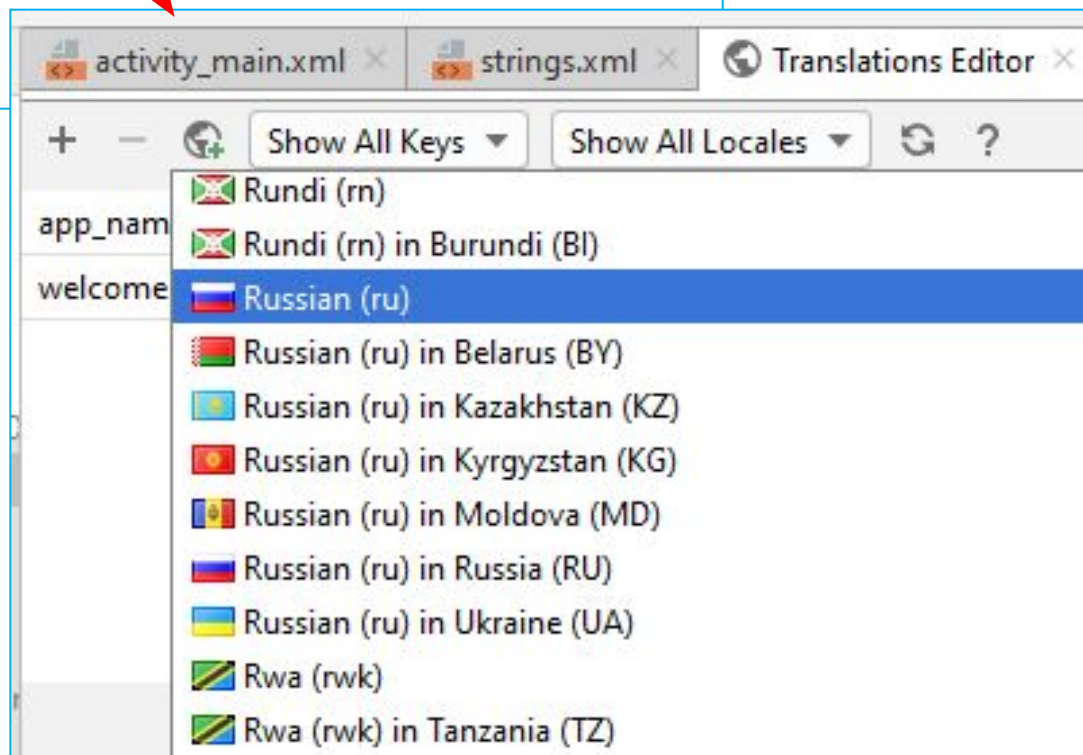 activity_main.xml strings.xml Translations Editor
Show All Keys Show All Locales ?
Rundi (rn)
app_nam
Rundi (rn) in Burundi (BI)
welcome
Russian (ru)
Russian (ru) in Belarus (BY)
Russian (ru) in Kazakhstan (KZ)
Russian (ru) in Kyrgyzstan (KG)
Russian (ru) in Moldova (MD)
Russian (ru) in Russia (RU)
Russian (ru) in Ukraine (UA)
Rwa (rwk)
Rwa (rwk) in Tanzania (TZ)